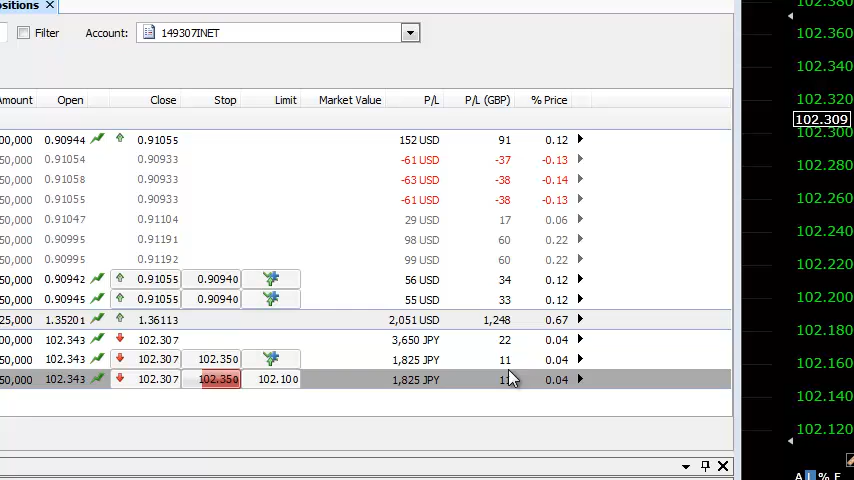 ositions
Filter Account: 149307INET
Amount Open Close Stop Limit Market Value P/L P/L (GBP) % Price
00,000 0.90944 0.91055 152 USD 91 0.12
50,000 0.91054 0.90933 -61 USD -37 -0.13
50,000 0.91058 0.90933 -63 USD -38 -0.14
50,000 0.91055 0.90933 -61 USD -38 -0.13
50,000 0.91047 0.91104 29 USD 17 0.06
50,000 0.90995 0.91191 98 USD 60 0.22
50,000 0.90995 0.91192 99 USD 60 0.22
50,000 0.90942 0.91055 0.90940 56 USD 34 0.12
50,000 0.90945 0.91055 0.90940 55 USD 33 0.12
25,000 1.35201 1.36113 2,051 USD 1,248 0.67
00,000 102.343 102.307 3,650 JPY 22 0.04
50,000 102.343 102.307 102.350 1,825 JPY 11 0.04
50,000 102.343 102.307 102.350 102.100 1,825 JPY 11 0.04
102.380
102.360
102.340
102.320
102.309
102.300
102.280
102.260
102.240
102.220
102.200
102.180
102.160
102.140
102.120
A L % F